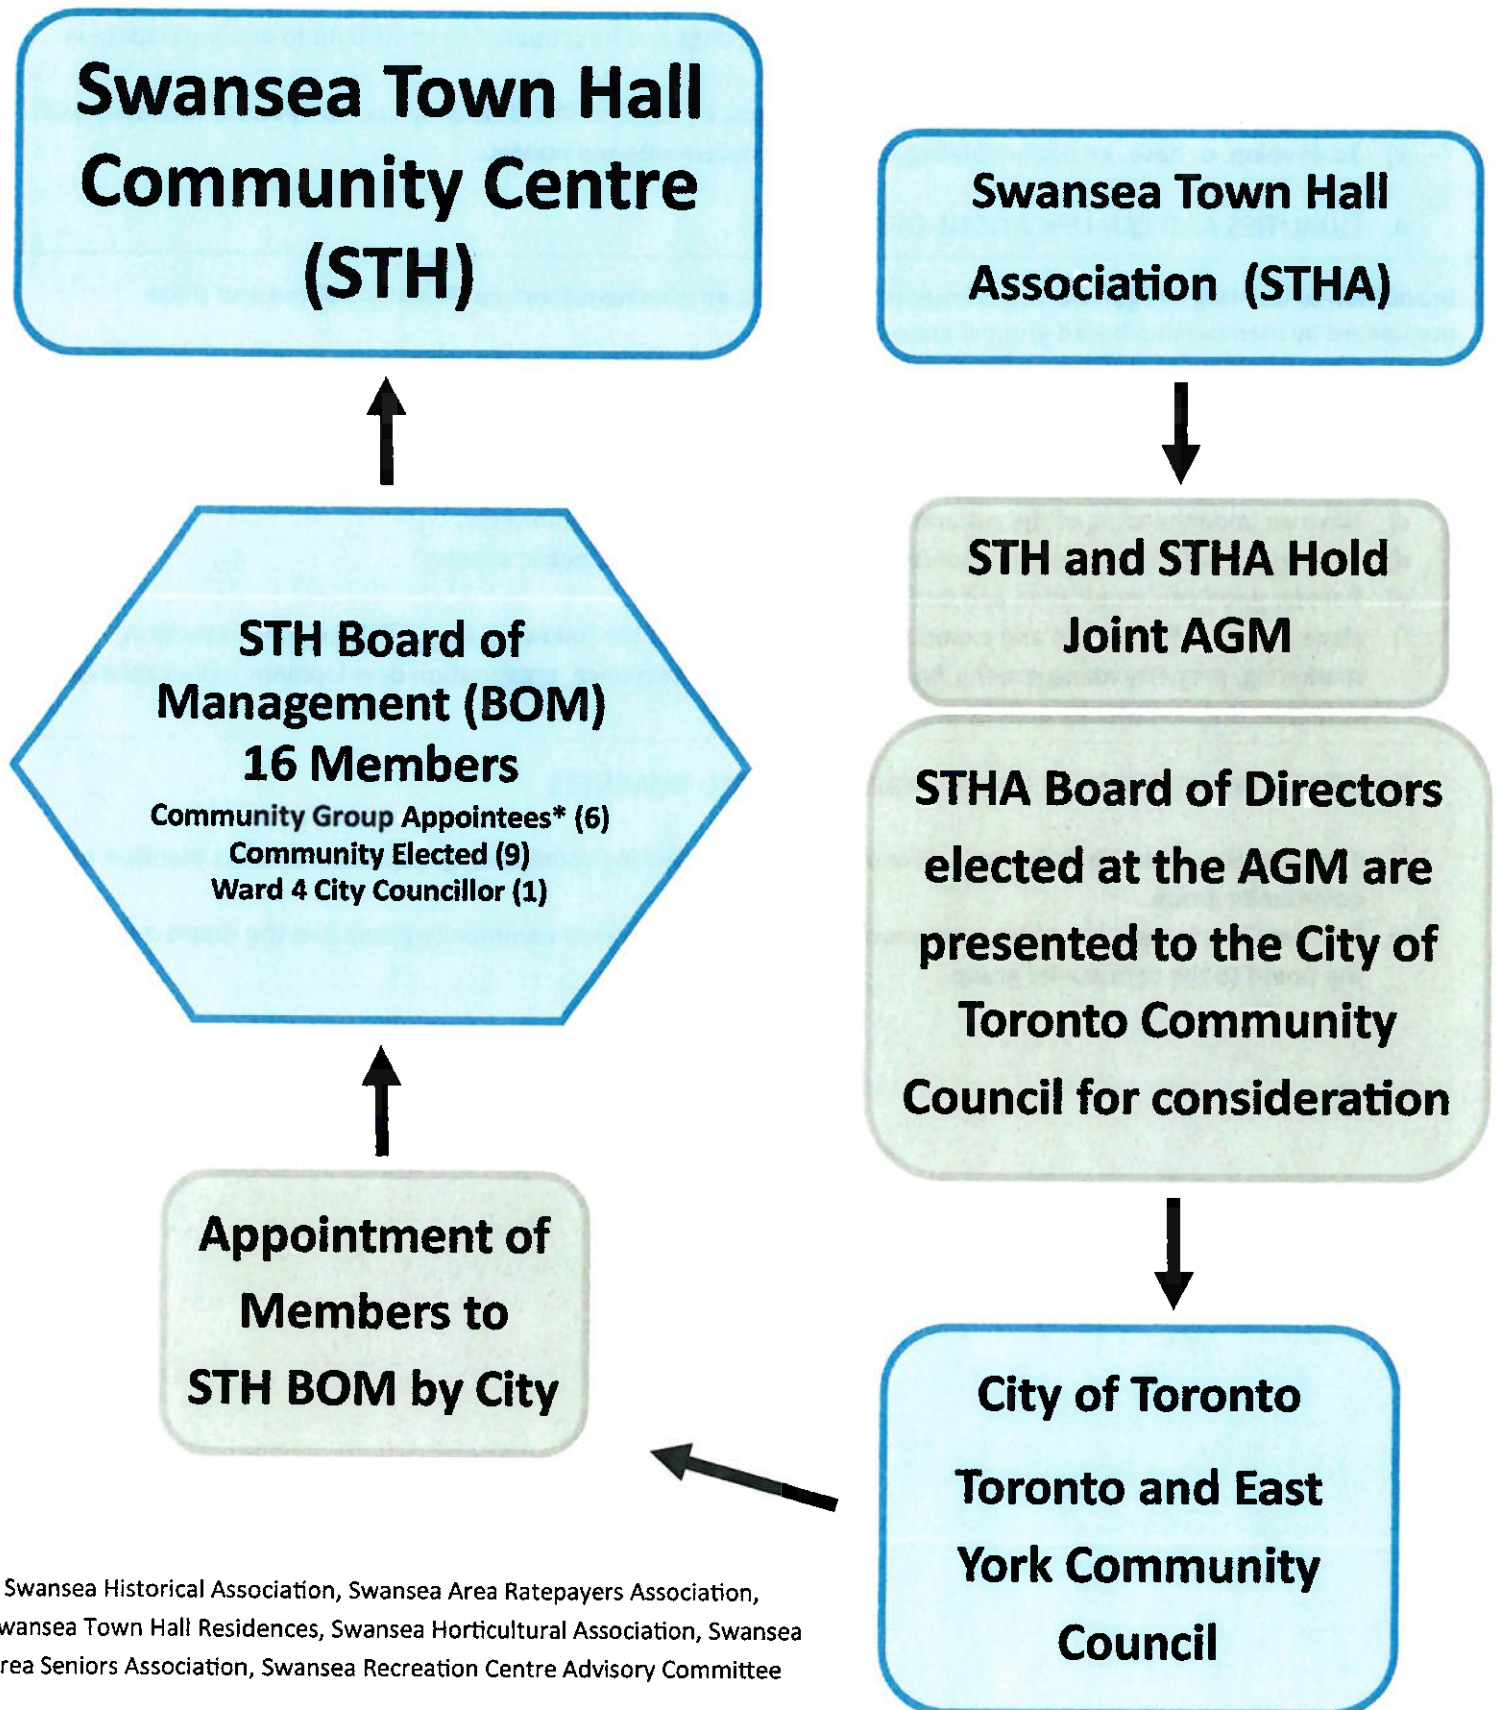 Swansea Town Hall
Community Centre
(STH)
Swansea Town Hall
Association (STHA)
STH and STHA Hold
Joint AGM
STHA Board of Directors
elected at the AGM are
presented to the City of
Toronto Community
Council for consideration
City of Toronto
Toronto and East
York Community
Council
Appointment of
Members to
STH BOM by City
STH Board of
Management (BOM)
16 Members
Community Group Appointees* (6)
Community Elected (9)
Ward 4 City Councillor (1)
Swansea Historical Association, Swansea Area Ratepayers Association,
wansea Town Hall Residences, Swansea Horticultural Association, Swansea
rea Seniors Association, Swansea Recreation Centre Advisory Committee